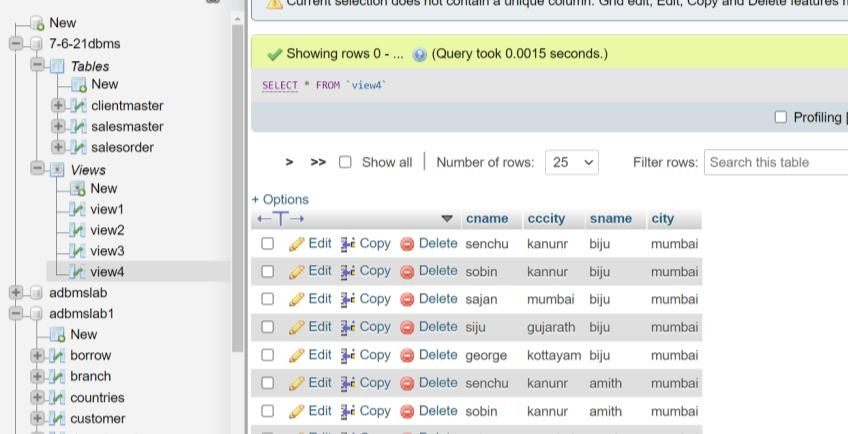 Current selection does not contain a unique column. Grid edit, Edit, Copy and Delete features
New
7-6-21dbms
Tables
New
clientmaster
salesmaster
salesorder
Views
New
view1
view2
view3
view4
adbmslab
adbmslab1
New
borrow
branch
countries
customer
Showing rows 0 - ... (Query took 0.0015 seconds.)
SELECT * FROM `view4`
Profiling [
> >> Show all | Number of rows: 25 Filter rows: Search this table
+ Options
←T→ cname cccity sname city
Edit Copy Delete senchu kanunr biju mumbai
Edit Copy Delete sobin kannur biju mumbai
Edit Copy Delete sajan mumbai biju mumbai
Edit Copy Delete siju gujarath biju mumbai
Edit Copy Delete george kottayam biju mumbai
Edit Copy Delete senchu kanunr amith mumbai
Edit Copy Delete sobin kannur amith mumbai